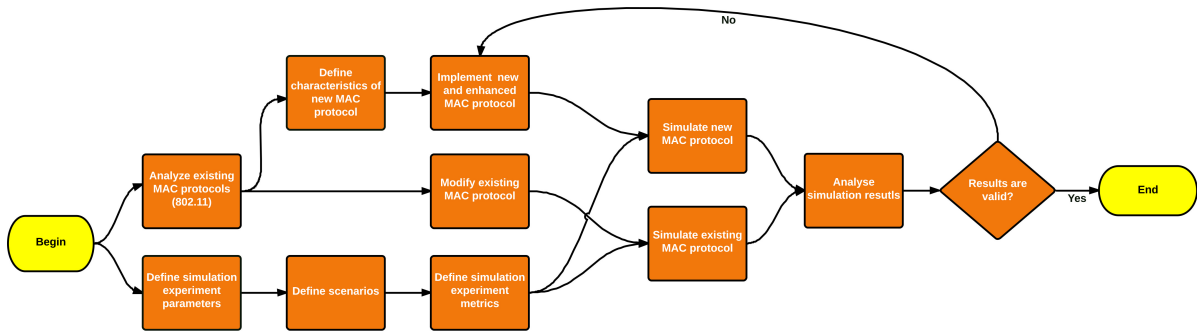 No
Define
characteristics of
new MAC
protocol
Implement new
and enhanced
MAC protocol
Simulate new
MAC protocol
Analyze existing
MAC protocols
(802.11)
Modify existing
MAC protocol
Analyse
simulation resutls
Results are
valid?
Yes
End
Begin
Simulate existing
MAC protocol
Define simulation
experiment
parameters
Define scenarios
Define simulation
experiment
metrics